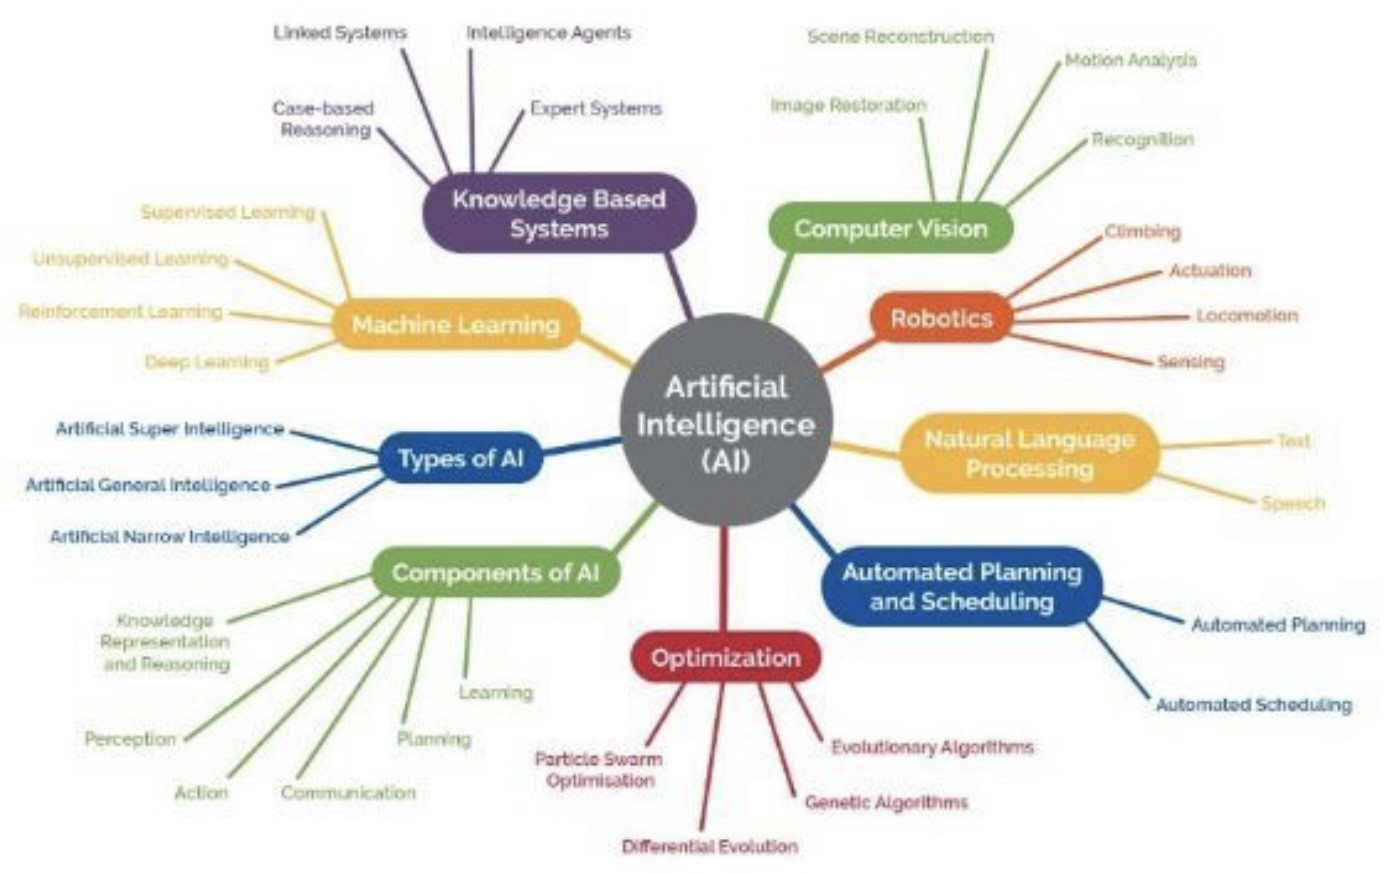 Linked Systems
Intelligence Agents
Case-based
Reasoning
Expert Systems
Knowledge Based
Systems
Scene Reconstruction
Motion Analysis
Image Restoration
Recognition
Computer Vision
Supervised Learning
Unsupervised Learning
Reinforcement Learning
Deep Learning
Machine Learning
Climbing
Actuation
Locomotion
Sensing
Robotics
Artificial
Intelligence
(AI)
Artificial Super Intelligence
Artificial General Intelligence
Artificial Narrow Intelligence
Types of AI
Natural Language
Processing
Text
Speech
Components of AI
Knowledge
Representation
and Reasoning
Perception
Action
Communication
Planning
Learning
Automated Planning
and Scheduling
Automated Planning
Automated Scheduling
Optimization
Particle Swarm
Optimisation
Differential Evolution
Genetic Algorithms
Evolutionary Algorithms